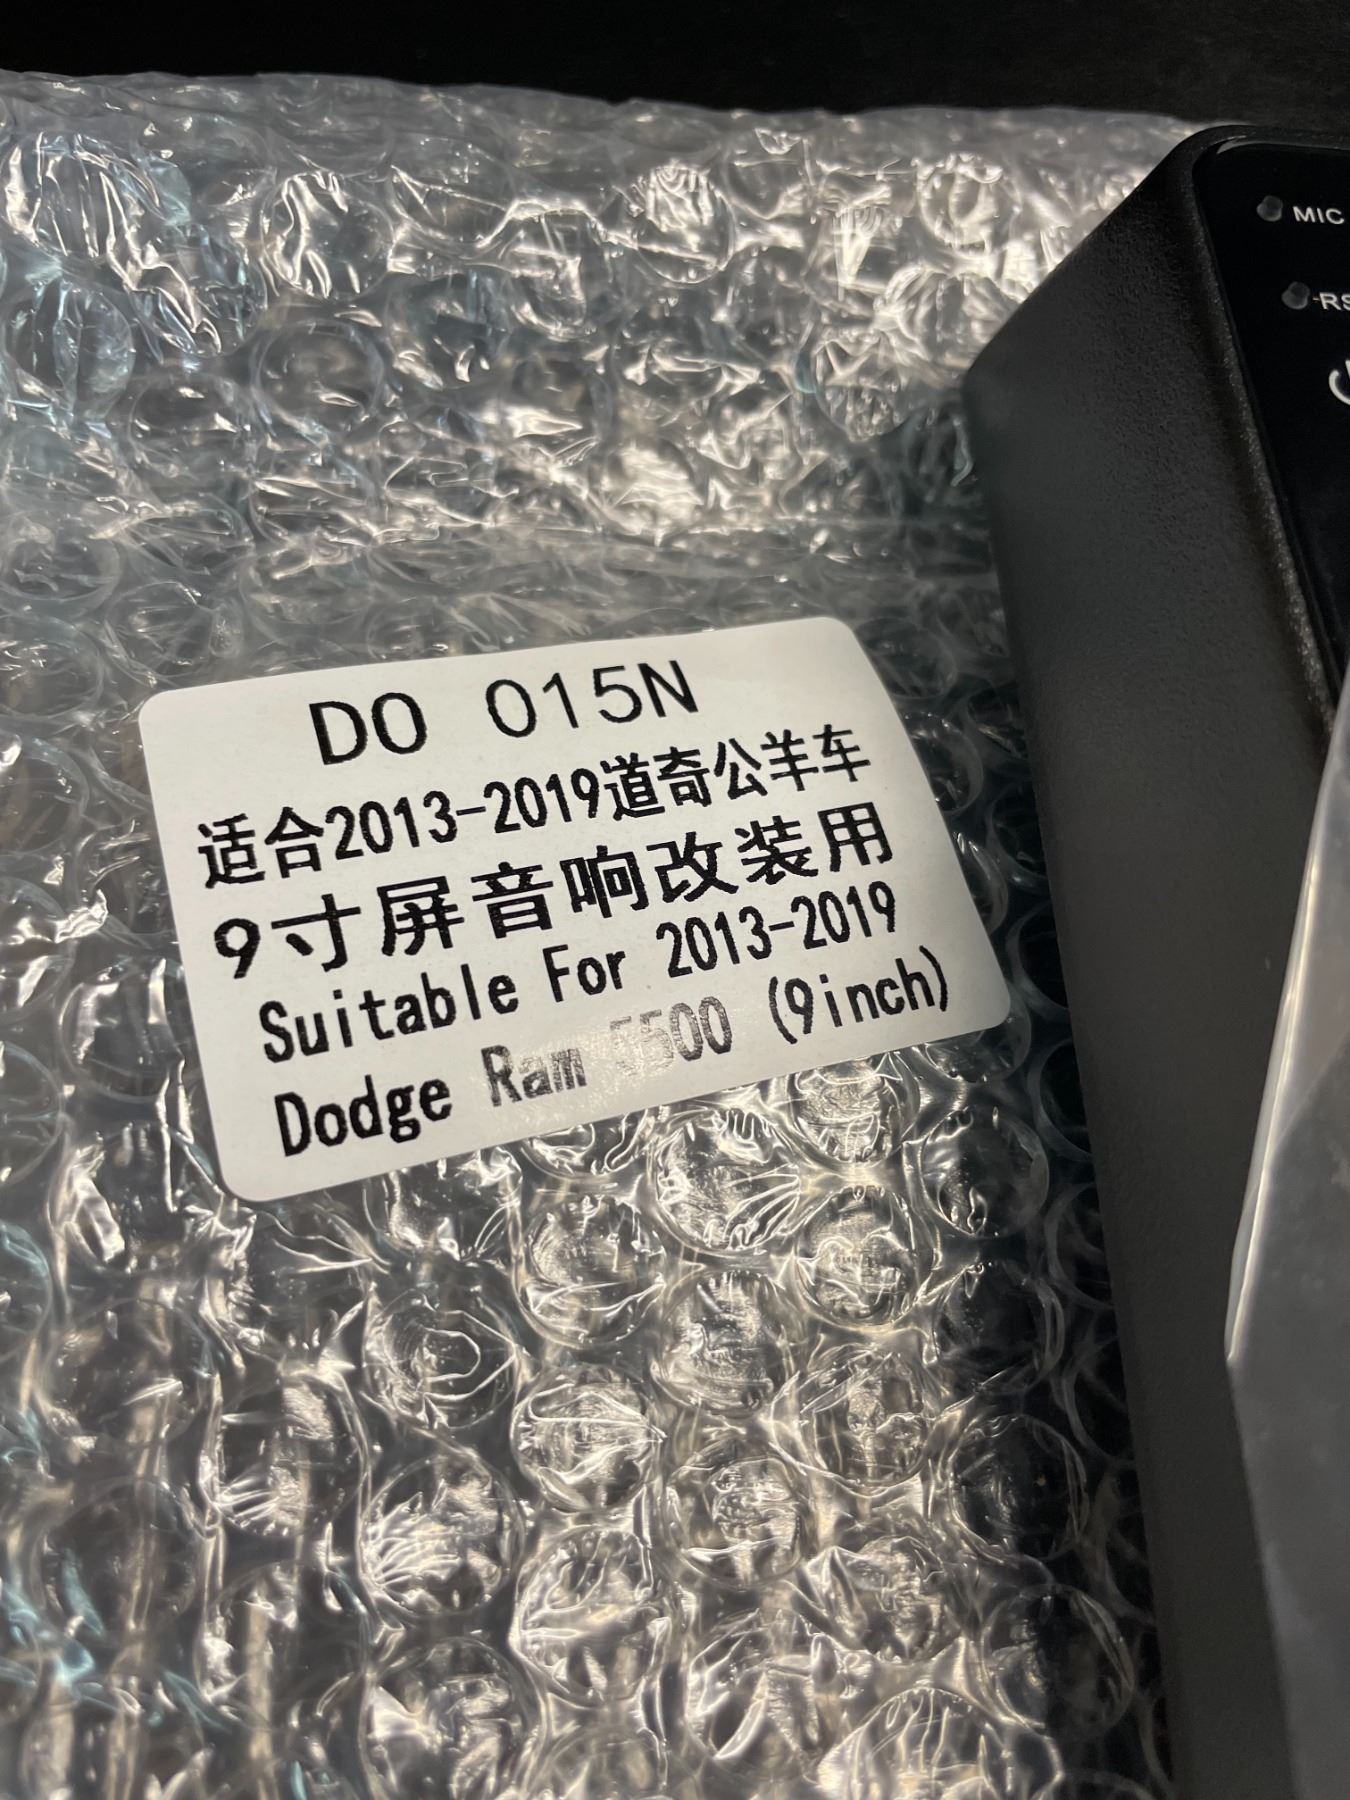 DO 015N
适合2013-2019道奇公羊车
9寸屏音响改装用
Suitable For 2013-2019
Dodge Ram 5500 (9inch)
MIC